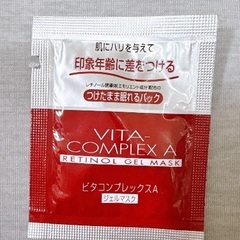 肌にハリを与えて
印象年齢に差をつける
レチノール誘導体(エモリエント成分)配合の
つけたまま眠れるパック
VITA-
COMPLEX A
RETINOL GEL MASK
ビタコンプレックスA
ジェルマスク